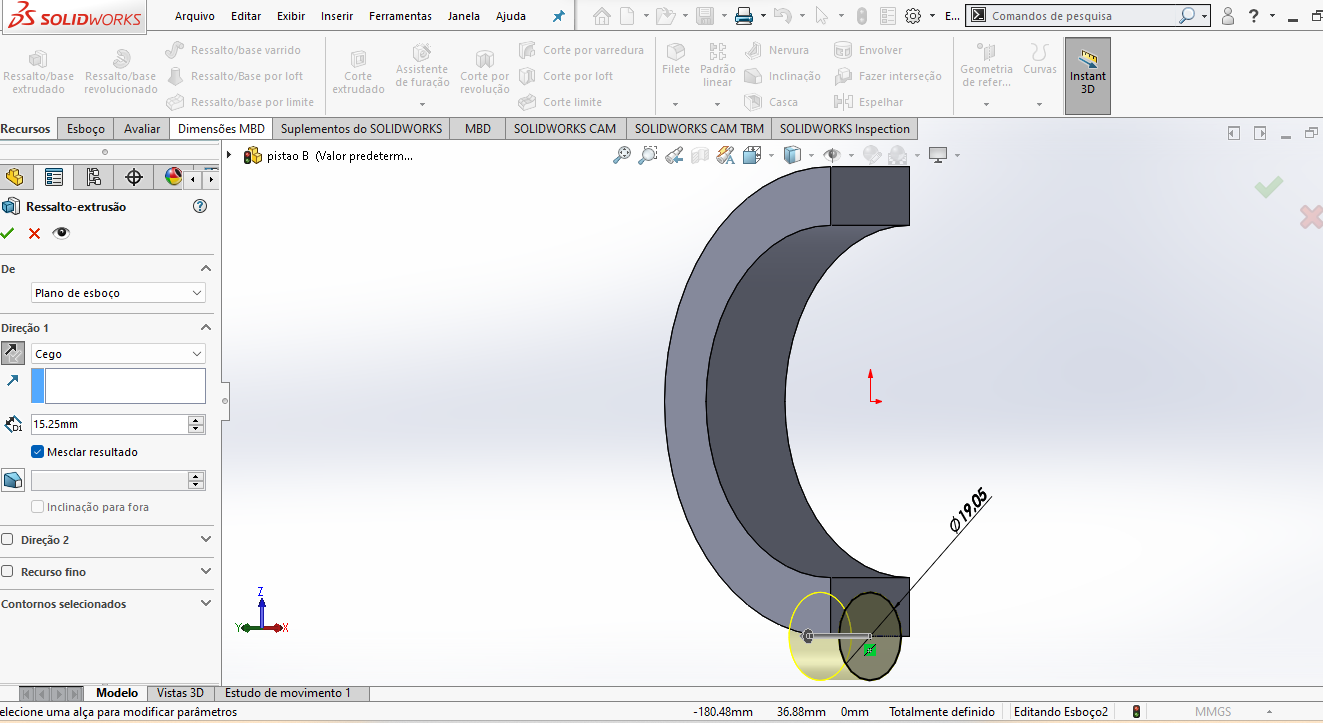 SOLIDWORKS Arquivo Editar Exibir Inserir Ferramentas Janela Ajuda E... Comandos de pesquisa ?
Ressalto/base extrudado
Ressalto/base revolucionado
Ressalto/base varrido
Ressalto/Base por loft
Ressalto/base por limite
Corte extrudado
Assistente de furação
Corte por revolução
Corte por varredura
Corte por loft
Corte limite
Filete
Padrão linear
Nervura
Inclinação
Casca
Envolver
Fazer interseção
Espelhar
Geometria de refer...
Curvas
Instant 3D
Recursos Esboço Avaliar Dimensões MBD Suplementos do SOLIDWORKS MBD SOLIDWORKS CAM SOLIDWORKS CAM TBM SOLIDWORKS Inspection
pistao B (Valor predeterm...
Ressalto-extrusão ?
De
Plano de esboço
Direção 1
Cego
D1 15.25mm
Mesclar resultado
Inclinação para fora
Direção 2
Recurso fino
Contornos selecionados
Ø19,05
Z
Y X
Modelo Vistas 3D Estudo de movimento 1
elecione uma alça para modificar parâmetros -180.48mm 36.88mm 0mm Totalmente definido Editando Esboço2 MMGS